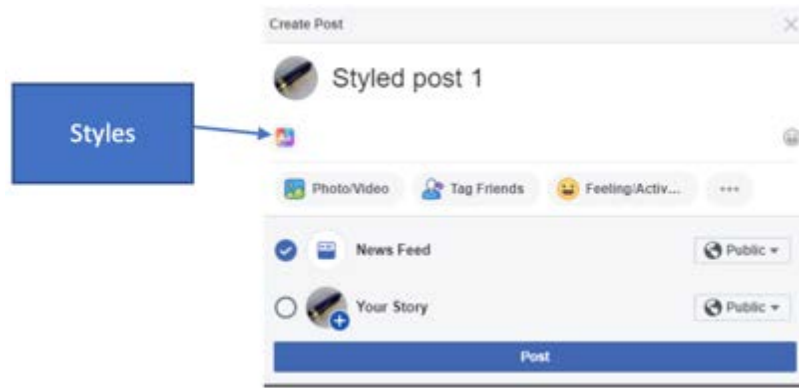 Create Post
Styled post 1
Styles
Photo/Video Tag Friends Feeling/Activ...
News Feed Public
Your Story Public
Post